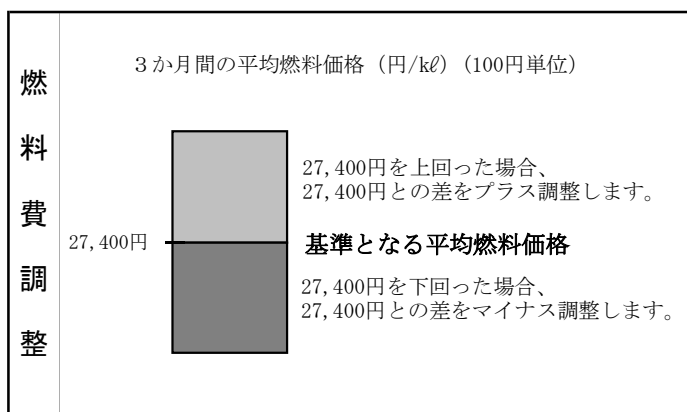 燃料費調整
３か月間の平均燃料価格（円/kℓ）（100円単位）
27,400円を上回った場合、
27,400円との差をプラス調整します。
27,400円
基準となる平均燃料価格
27,400円を下回った場合、
27,400円との差をマイナス調整します。